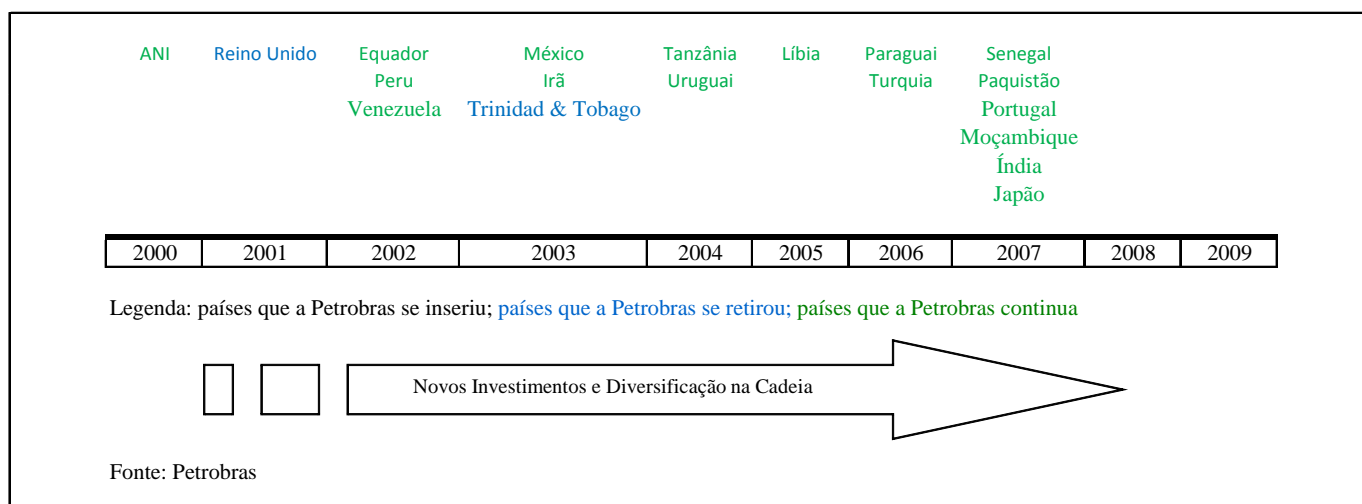 ANI Reino Unido Equador México Tanzânia Líbia Paraguai Senegal
Peru Irã Uruguai Turquia Paquistão
Venezuela Trinidad & Tobago Portugal
Moçambique
Índia
Japão
2000 2001 2002 2003 2004 2005 2006 2007 2008 2009
Legenda: países que a Petrobras se inseriu; países que a Petrobras se retirou; países que a Petrobras continua
Novos Investimentos e Diversificação na Cadeia
Fonte: Petrobras